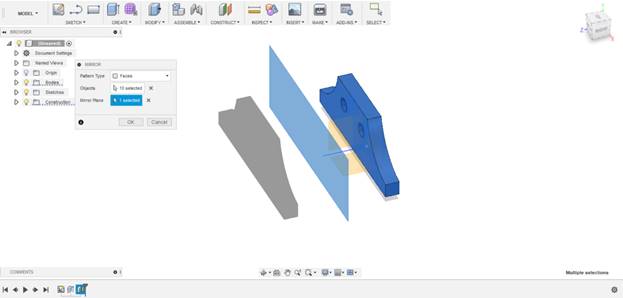 MODEL
SKETCH
CREATE
MODIFY
ASSEMBLE
CONSTRUCT
INSPECT
INSERT
MAKE
ADD-INS
SELECT
BROWSER
(Unsaved)
Document Settings
Named Views
Origin
Bodies
Sketches
Construction
MIRROR
Pattern Type Faces
Objects 13 selected
Mirror Plane 1 selected
OK Cancel
COMMENTS
Multiple selections